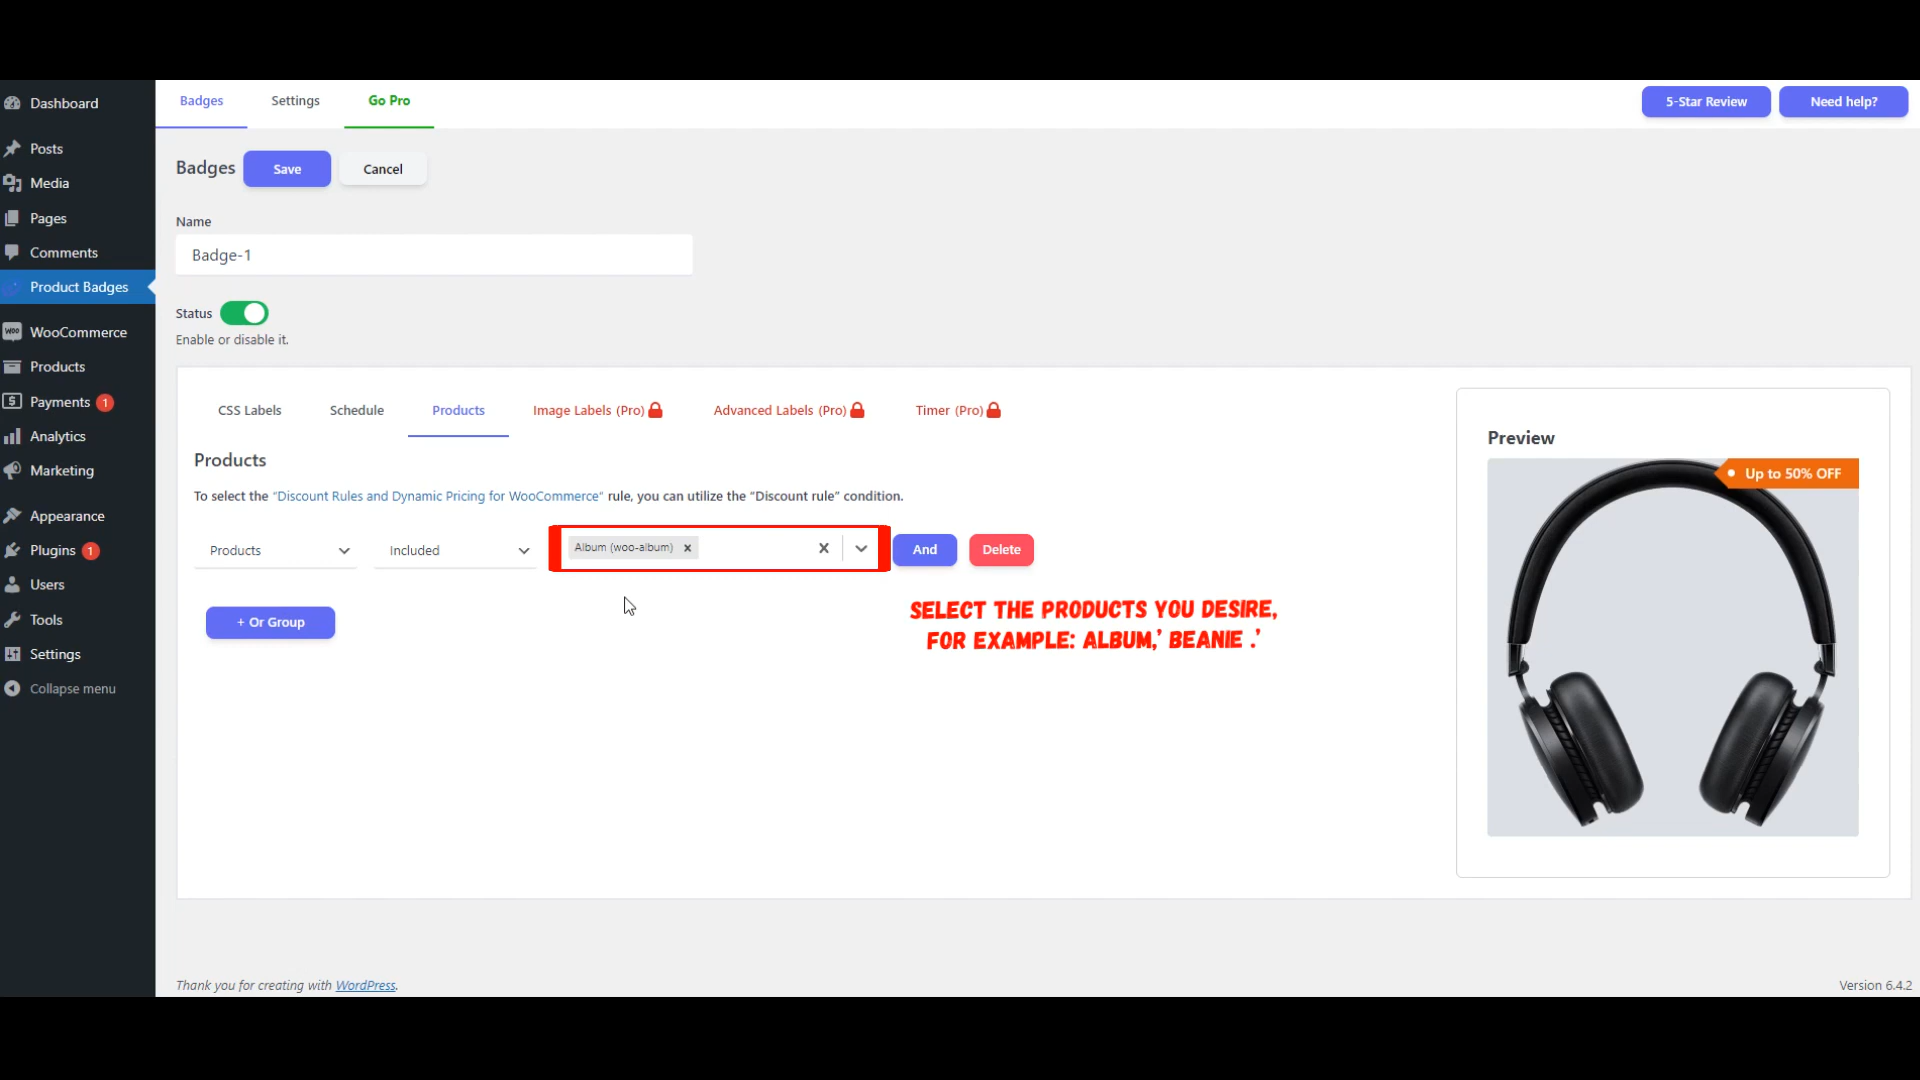 Dashboard
Posts
Media
Pages
Comments
Product Badges
WOO WooCommerce
Products
Payments 1
Analytics
Marketing
Appearance
Plugins 1
Users
Tools
Settings
Collapse menu
Badges Settings Go Pro
5-Star Review Need help?
Badges Save Cancel
Name
Badge-1
Status
Enable or disable it.
CSS Labels Schedule Products Image Labels (Pro) Advanced Labels (Pro) Timer (Pro)
Products
To select the “Discount Rules and Dynamic Pricing for WooCommerce” rule, you can utilize the “Discount rule” condition.
Products Included Album (woo-album) And Delete
+ Or Group
SELECT THE PRODUCTS YOU DESIRE,
FOR EXAMPLE: ALBUM,' BEANIE .'
Preview
Up to 50% OFF
Thank you for creating with WordPress.
Version 6.4.2